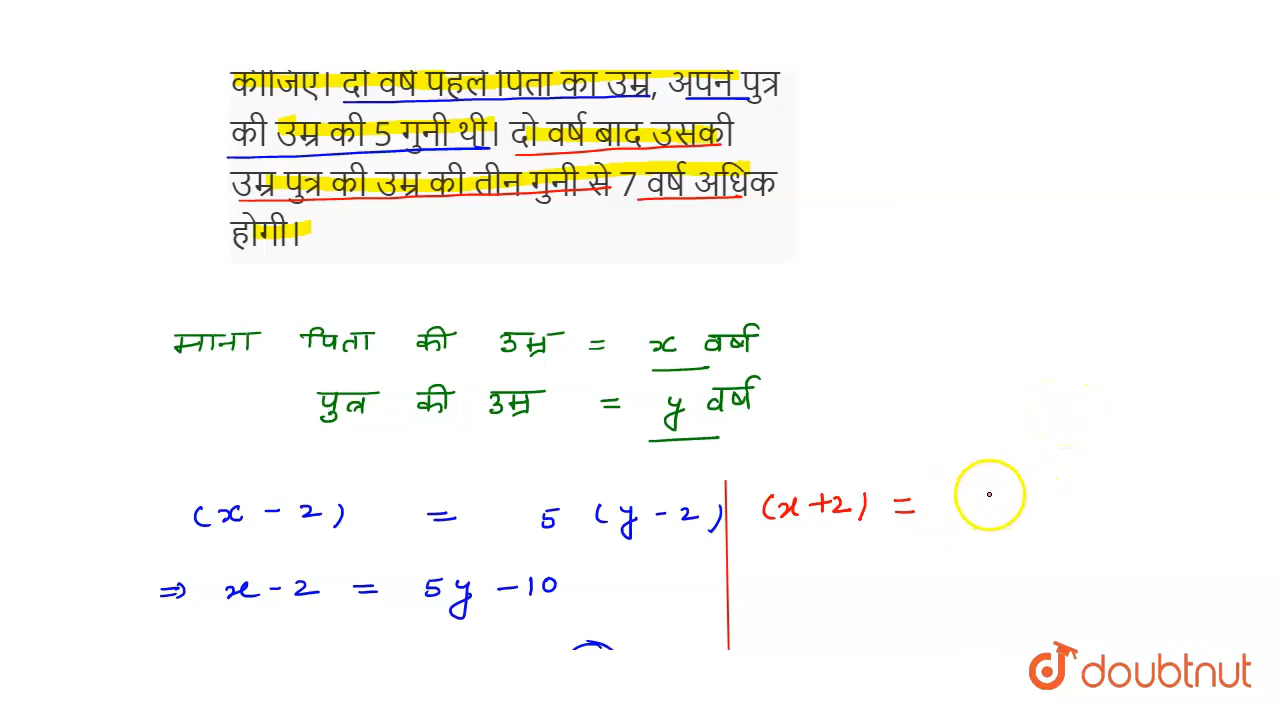 कीजिए। दो वर्ष पहले पिता की उम्र, अपने पुत्र
की उम्र की 5 गुनी थी। दो वर्ष बाद उसकी
उम्र पुत्र की उम्र की तीन गुनी से 7 वर्ष अधिक
होगी।
माना पिता की उम्र = x वर्ष
पुत्र की उम्र = y वर्ष
(x - 2) = 5 (y - 2)
(x + 2) =
⇒ x - 2 = 5y - 10
doubtnut